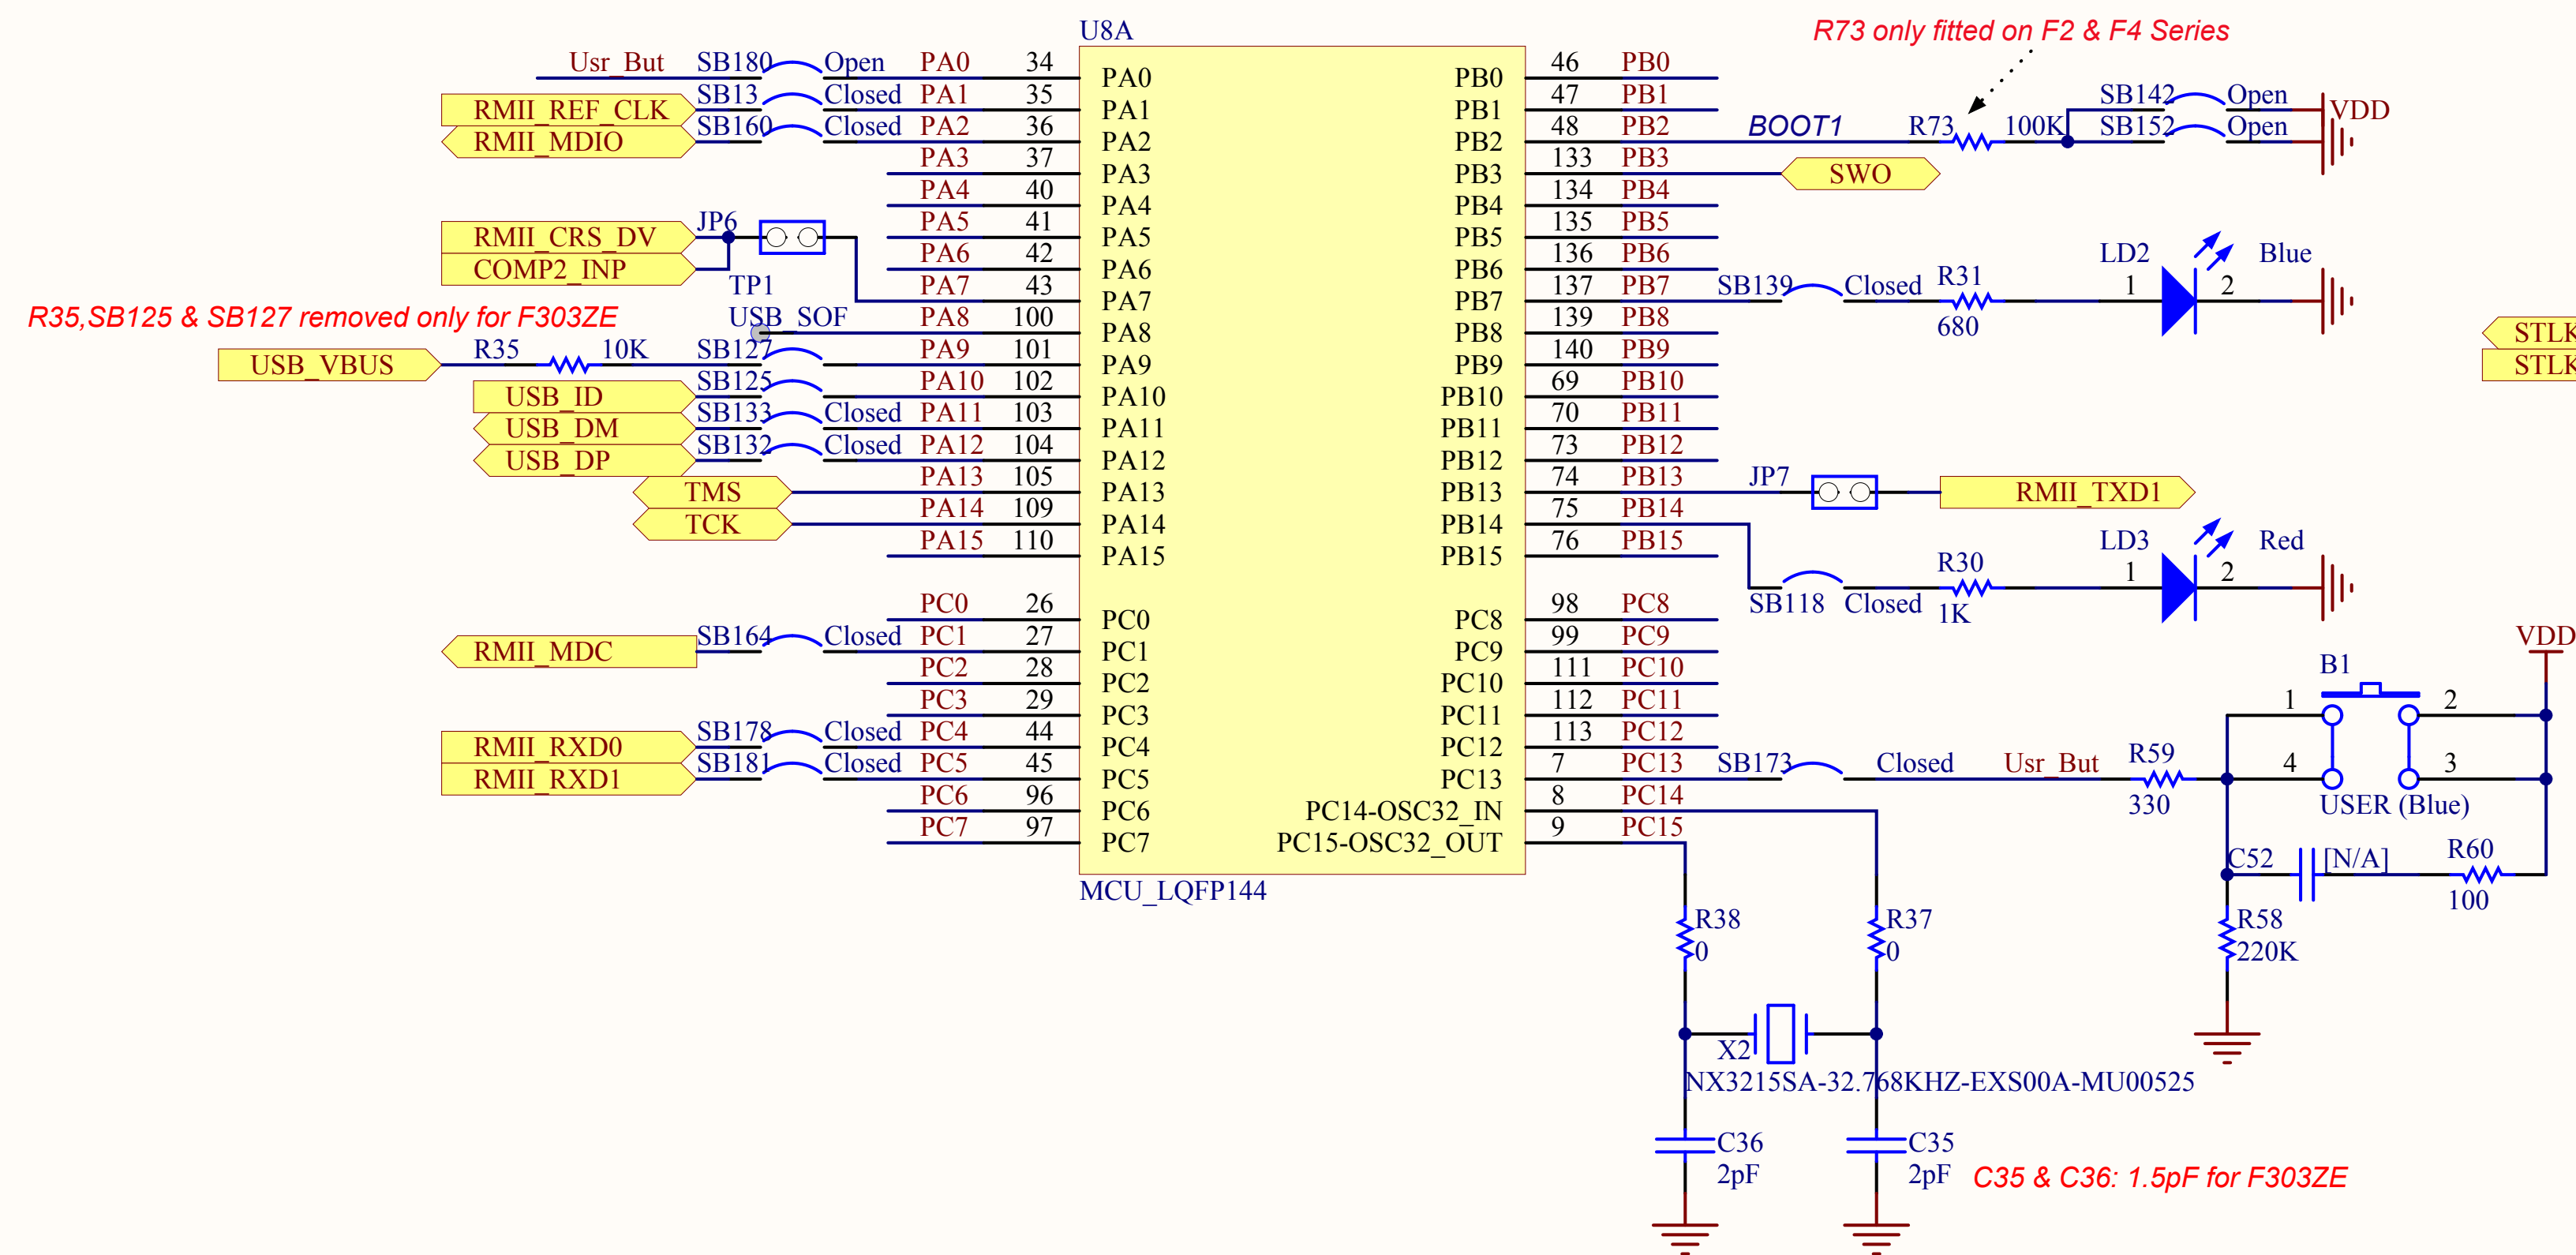 U8A
R73 only fitted on F2 & F4 Series
Usr_But SB180 Open PA0 34 PA0
RMII_REF_CLK SB13 Closed PA1 35 PA1
RMII_MDIO SB160 Closed PA2 36 PA2
PA3 37 PA3
PA4 40 PA4
RMII_CRS_DV JP6 PA5 41 PA5
COMP2_INP PA6 42 PA6
TP1 PA7 43 PA7
R35,SB125 & SB127 removed only for F303ZE
USB_SOF PA8 100 PA8
USB_VBUS R35 10K SB127 PA9 101 PA9
USB_ID SB125 PA10 102 PA10
USB_DM SB133 Closed PA11 103 PA11
USB_DP SB132 Closed PA12 104 PA12
TMS PA13 105 PA13
TCK PA14 109 PA14
PA15 110 PA15
PC0 26 PC0
RMII_MDC SB164 Closed PC1 27 PC1
PC2 28 PC2
PC3 29 PC3
RMII_RXD0 SB178 Closed PC4 44 PC4
RMII_RXD1 SB181 Closed PC5 45 PC5
PC6 96 PC6
PC7 97 PC7
MCU_LQFP144
PB0 46 PB0
PB1 47 PB1
SB142 Open VDD
PB2 48 PB2 BOOT1 R73 100K SB152 Open
PB3 133 PB3 SWO
PB4 134 PB4
PB5 135 PB5
PB6 136 PB6
LD2 Blue
PB7 137 PB7 SB139 Closed R31 1 2
680
PB8 139 PB8
PB9 140 PB9
PB10 69 PB10
PB11 70 PB11
PB12 73 PB12
PB13 74 PB13 JP7 RMII_TXD1
PB14 75 PB14
PB15 76 PB15
LD3 Red
SB118 Closed R30 1 2
1K
STLK
STLK
PC8 98 PC8
PC9 99 PC9
PC10 111 PC10
PC11 112 PC11
PC12 113 PC12
PC13 7 PC13 SB173 Closed Usr_But R59
330
PC14-OSC32_IN 8 PC14
PC15-OSC32_OUT 9 PC15
VDD
B1
1 2
4 3
USER (Blue)
C52 [N/A] R60
100
R58
220K
R38
0
R37
0
X2
NX3215SA-32.768KHZ-EXS00A-MU00525
C36
2pF
C35
2pF
C35 & C36: 1.5pF for F303ZE